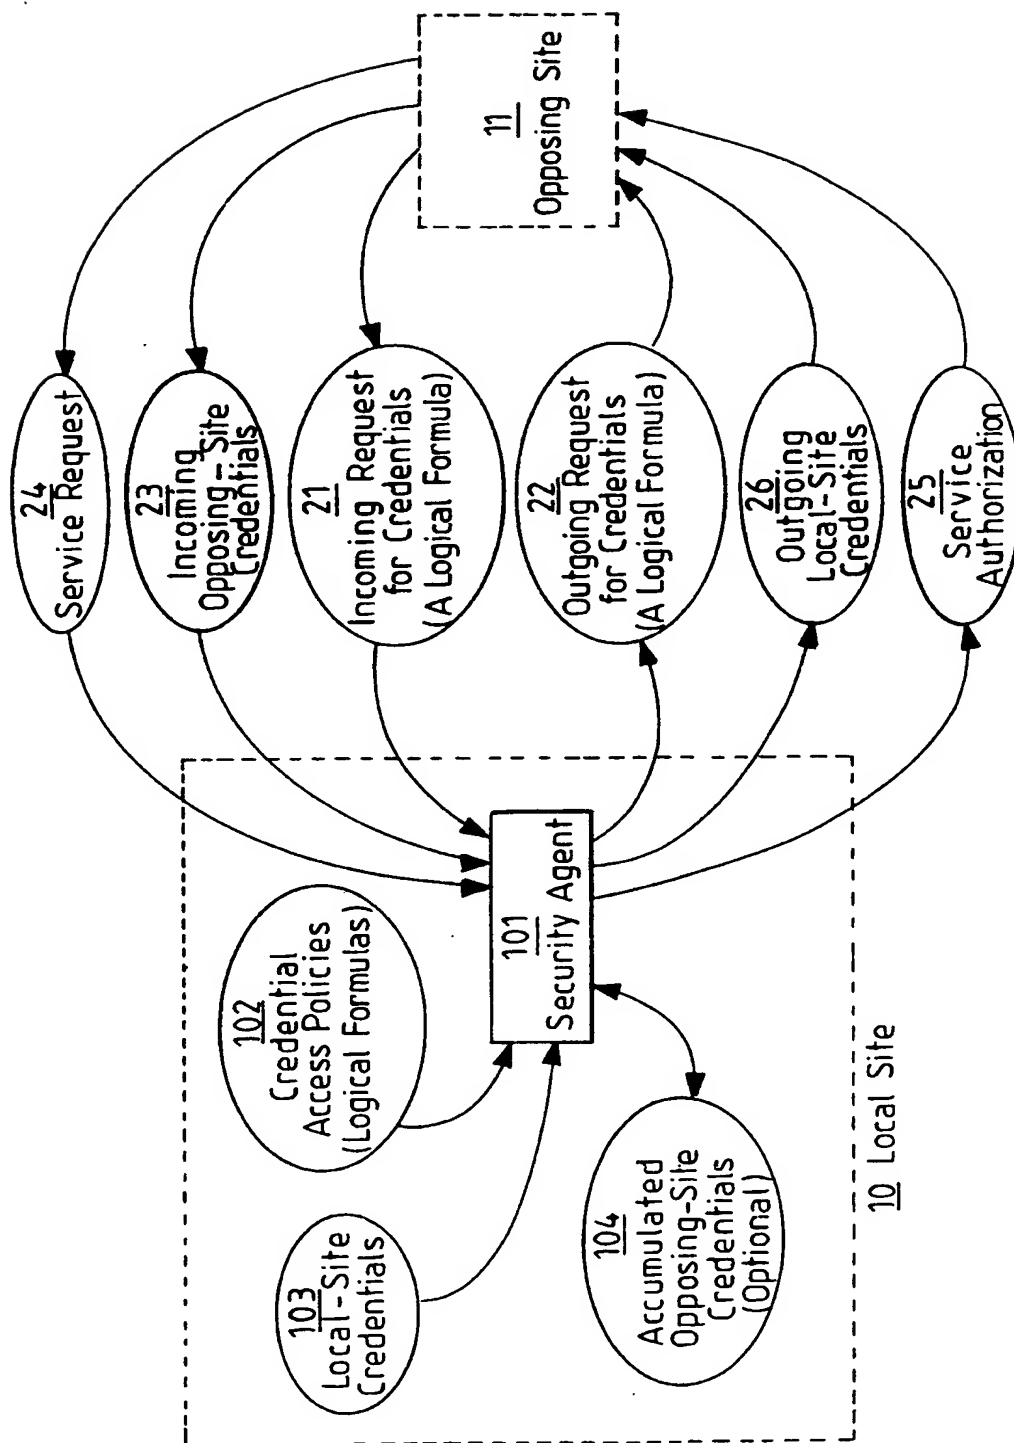 103
Local-Site
Credentials
102
Credential
Access Policies
(Logical Formulas)
101
Security Agent
104
Accumulated
Opposing-Site
Credentials
(Optional)
10 Local Site
24
Service Request
23
Incoming
Opposing-Site
Credentials
21
Incoming Request
for Credentials
(A Logical Formula)
22
Outgoing Request
for Credentials
(A Logical Formula)
26
Outgoing
Local-Site
Credentials
25
Service
Authorization
11
Opposing Site